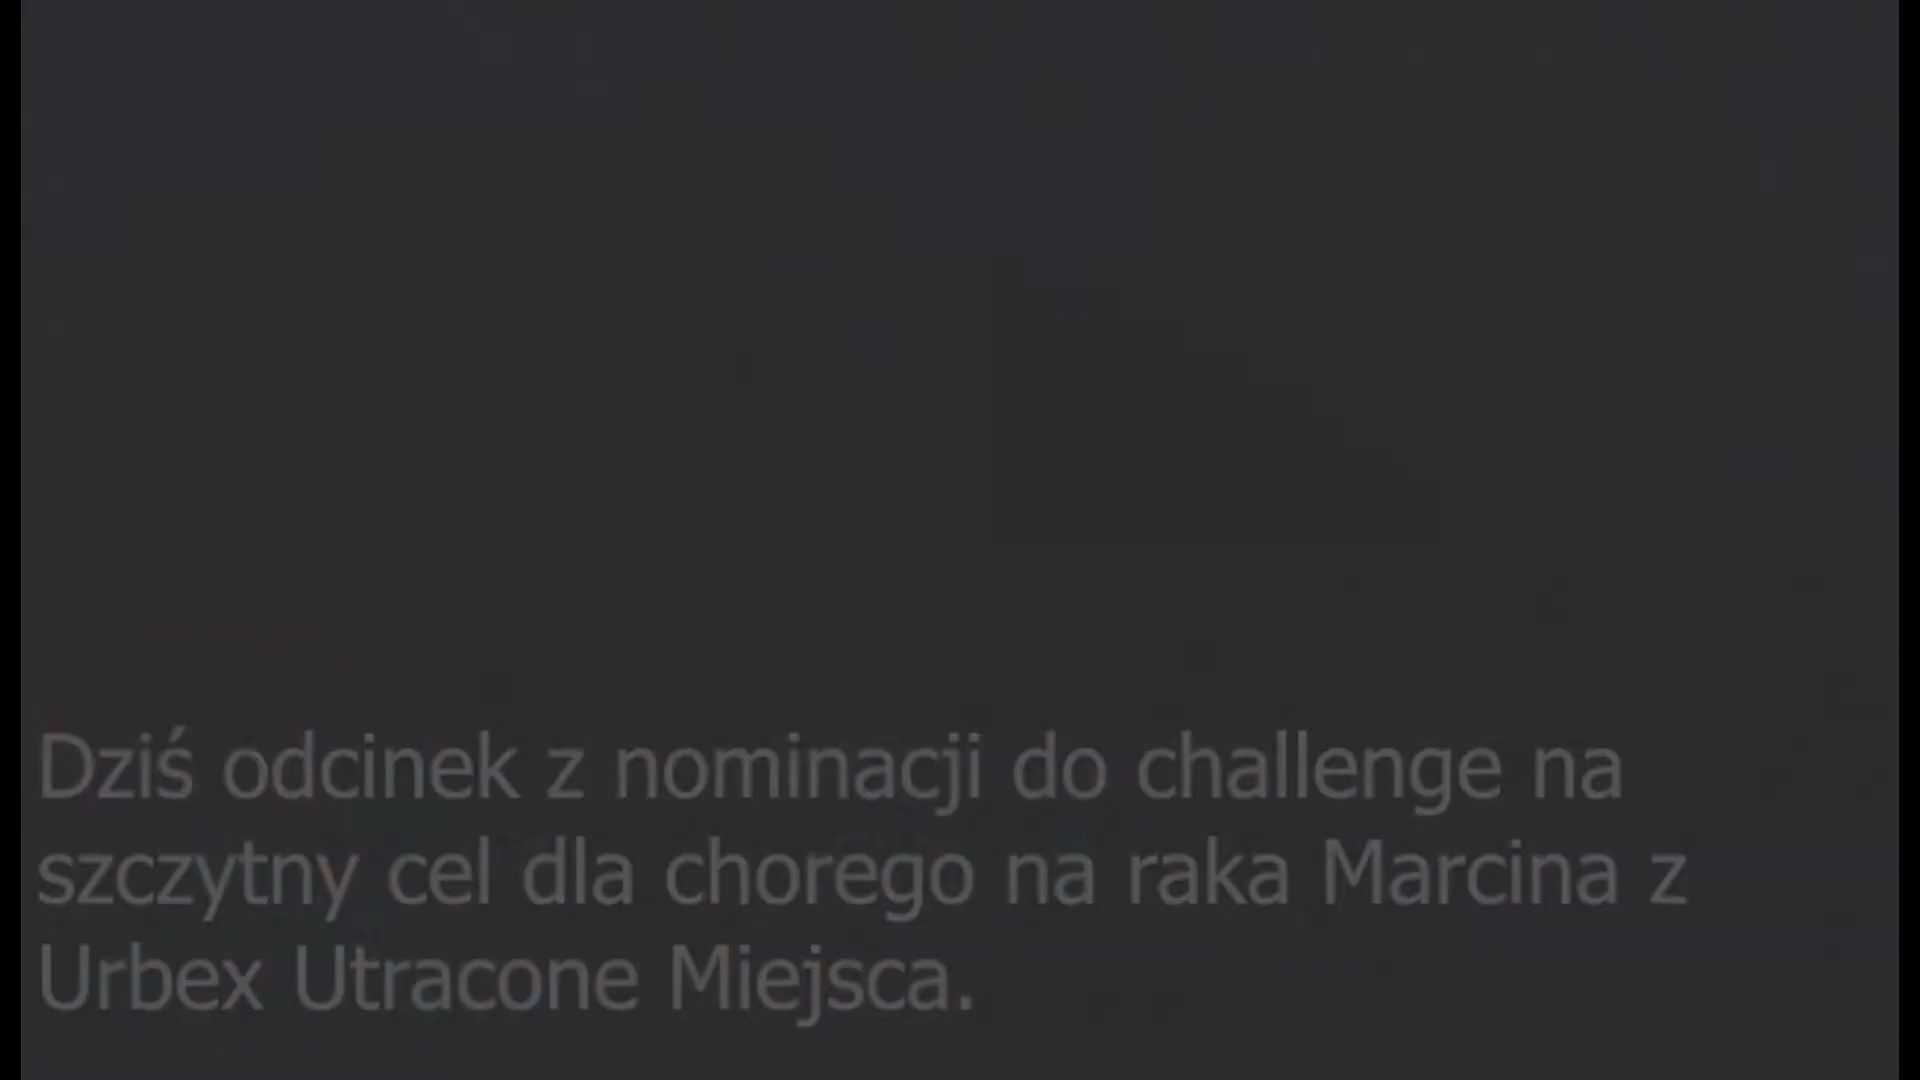 Dziś odcinek z nominacji do challenge na
szczytny cel dla chorego na raka Marcina z
Urbex Utracone Miejsca.